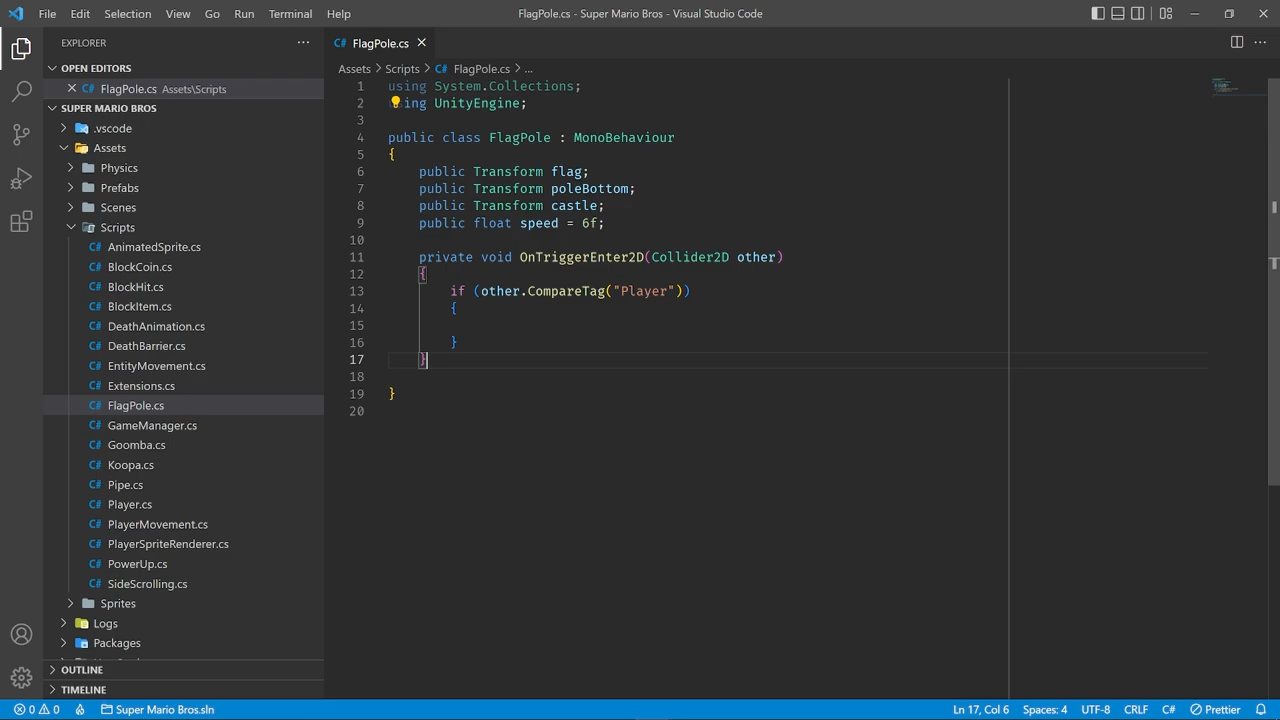 File Edit Selection View Go Run Terminal Help FlagPole.cs - Super Mario Bros - Visual Studio Code
EXPLORER
OPEN EDITORS
FlagPole.cs Assets\Scripts
SUPER MARIO BROS
.vscode
Assets
Physics
Prefabs
Scenes
Scripts
C# AnimatedSprite.cs
C# BlockCoin.cs
C# BlockHit.cs
C# BlockItem.cs
C# DeathAnimation.cs
C# DeathBarrier.cs
C# EntityMovement.cs
C# Extensions.cs
C# FlagPole.cs
C# GameManager.cs
C# Goomba.cs
C# Koopa.cs
C# Pipe.cs
C# Player.cs
C# PlayerMovement.cs
C# PlayerSpriteRenderer.cs
C# PowerUp.cs
C# SideScrolling.cs
Sprites
Logs
Packages
OUTLINE
TIMELINE
C# FlagPole.cs
Assets > Scripts > C# FlagPole.cs > ...
1 using System.Collections;
2 ing UnityEngine;
3
4 public class FlagPole : MonoBehaviour
5 {
6 public Transform flag;
7 public Transform poleBottom;
8 public Transform castle;
9 public float speed = 6f;
10
11 private void OnTriggerEnter2D(Collider2D other)
12 {
13 if (other.CompareTag("Player"))
14 {
15
16 }
17 }
18
19 }
20
0 0 Super Mario Bros.sln Ln 17, Col 6 Spaces: 4 UTF-8 CRLF C# Prettier